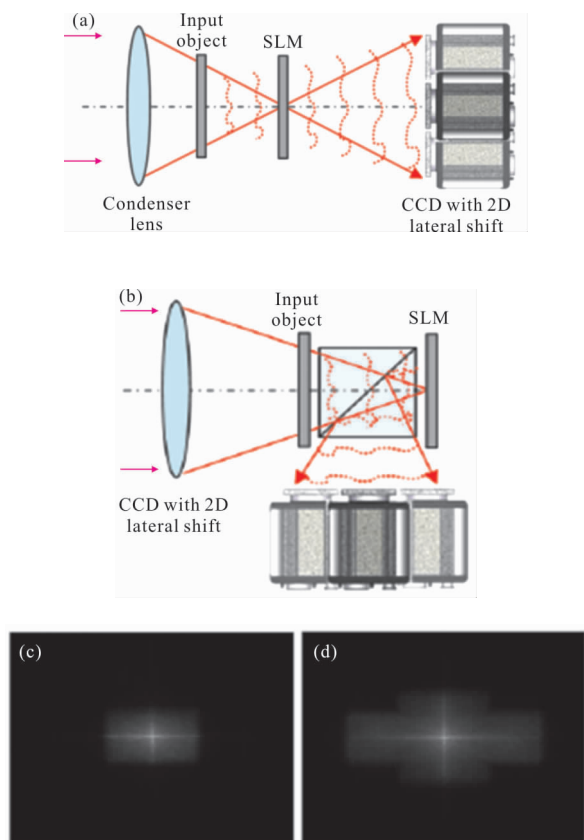 (a)
Input
object
SLM
Condenser
lens
CCD with 2D
lateral shift
(b)
Input
object
SLM
CCD with 2D
lateral shift
(c)
(d)